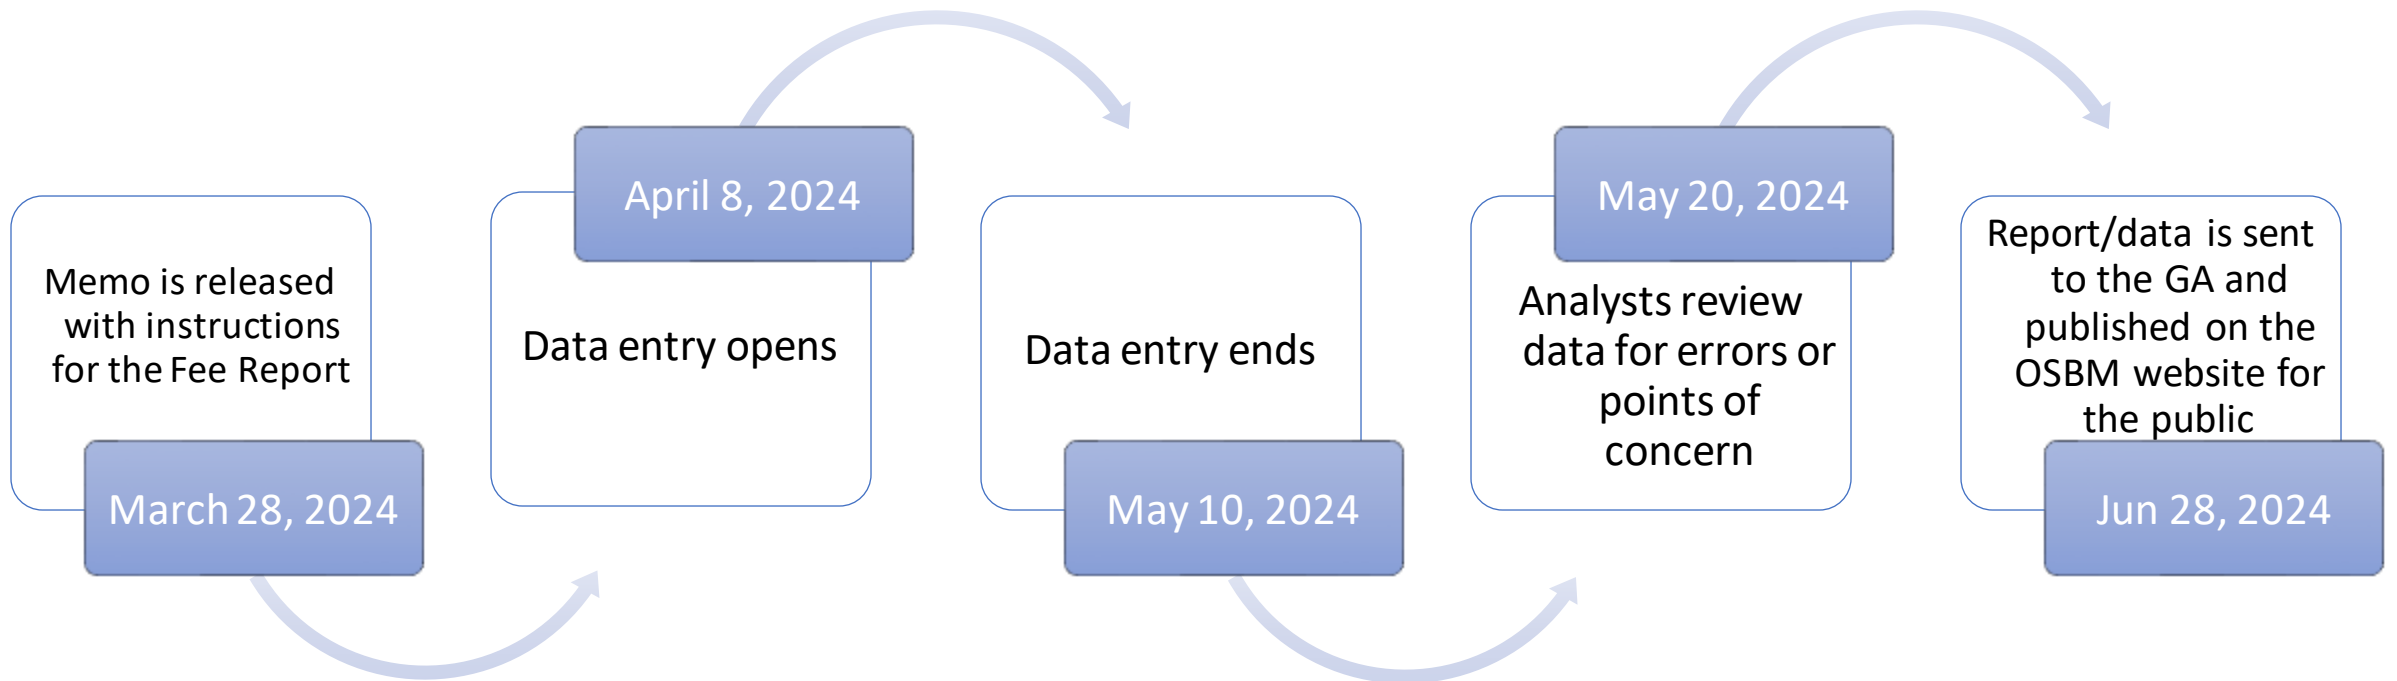 Memo is released
with instructions
for the Fee Report
March 28, 2024
April 8, 2024
Data entry opens
Data entry ends
May 10, 2024
May 20, 2024
Analysts review
data for errors or
points of
concern
Report/data is sent
to the GA and
published on the
OSBM website for
the public
Jun 28, 2024